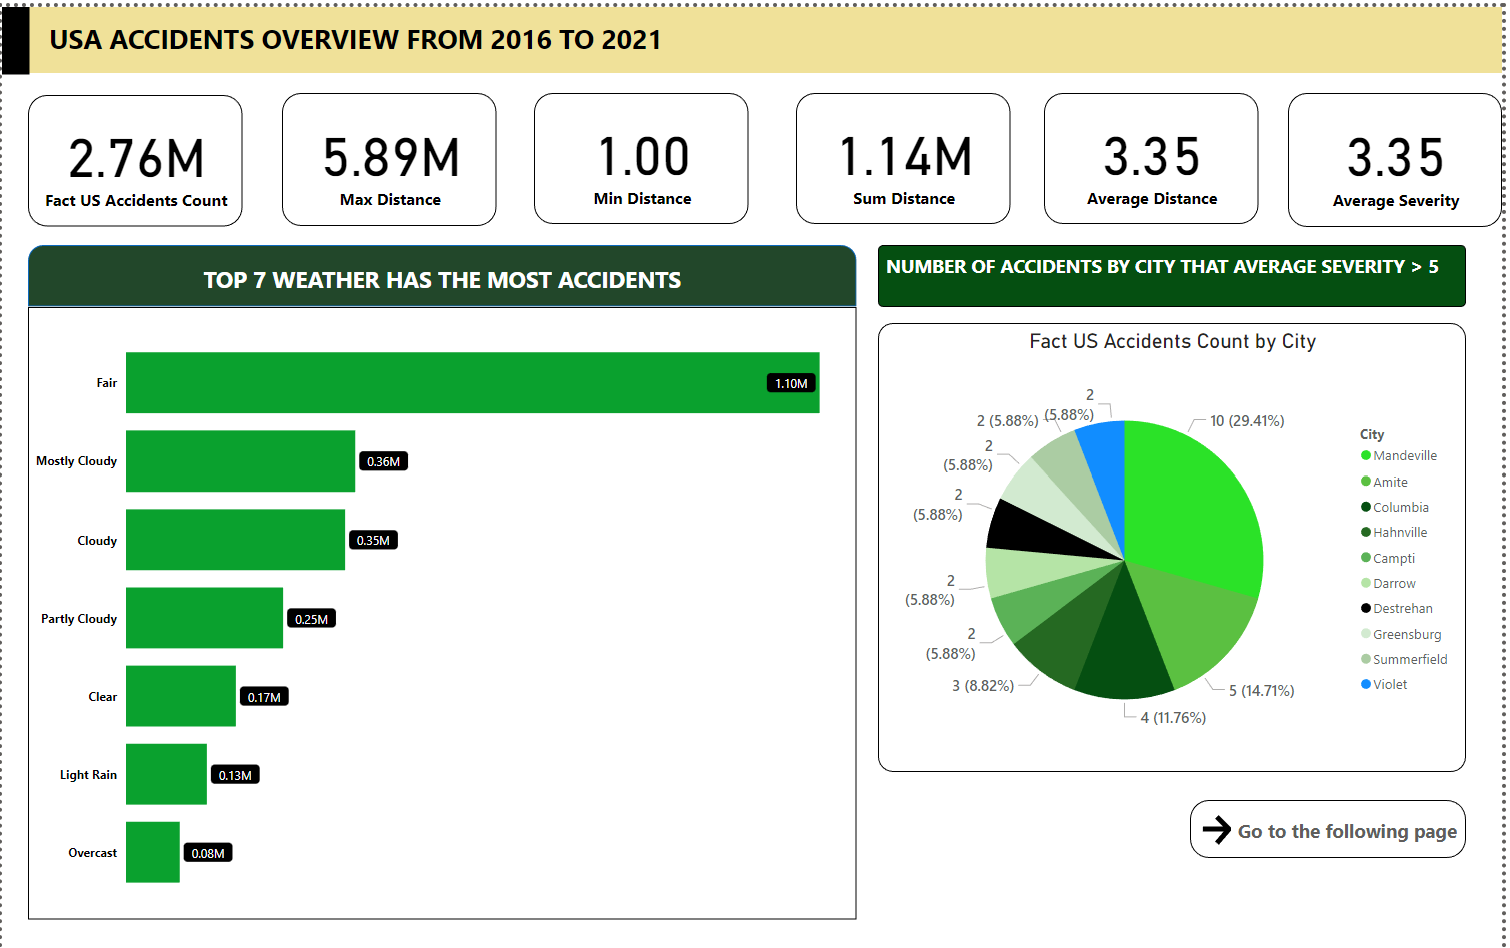 USA ACCIDENTS OVERVIEW FROM 2016 TO 2021
2.76M
Fact US Accidents Count
5.89M
Max Distance
1.00
Min Distance
1.14M
Sum Distance
3.35
Average Distance
3.35
Average Severity
TOP 7 WEATHER HAS THE MOST ACCIDENTS
Fair
1.10M
Mostly Cloudy
0.36M
Cloudy
0.35M
Partly Cloudy
0.25M
Clear
0.17M
Light Rain
0.13M
Overcast
0.08M
NUMBER OF ACCIDENTS BY CITY THAT AVERAGE SEVERITY > 5
Fact US Accidents Count by City
10 (29.41%)
5 (14.71%)
4 (11.76%)
3 (8.82%)
2
(5.88%)
2
(5.88%)
2
(5.88%)
2
(5.88%)
2 (5.88%)
2
(5.88%)
City
Mandeville
Amite
Columbia
Hahnville
Campti
Darrow
Destrehan
Greensburg
Summerfield
Violet
Go to the following page